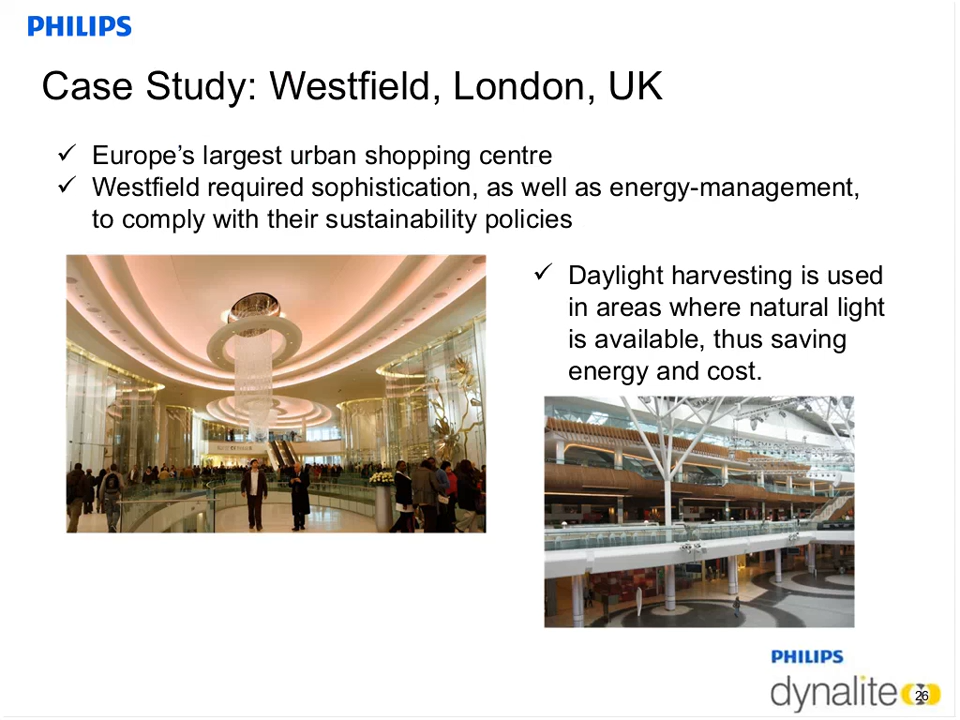 PHILIPS
Case Study: Westfield, London, UK
✓ Europe's largest urban shopping centre
✓ Westfield required sophistication, as well as energy-management,
to comply with their sustainability policies
✓ Daylight harvesting is used
in areas where natural light
is available, thus saving
energy and cost.
PHILIPS
dynalite
26